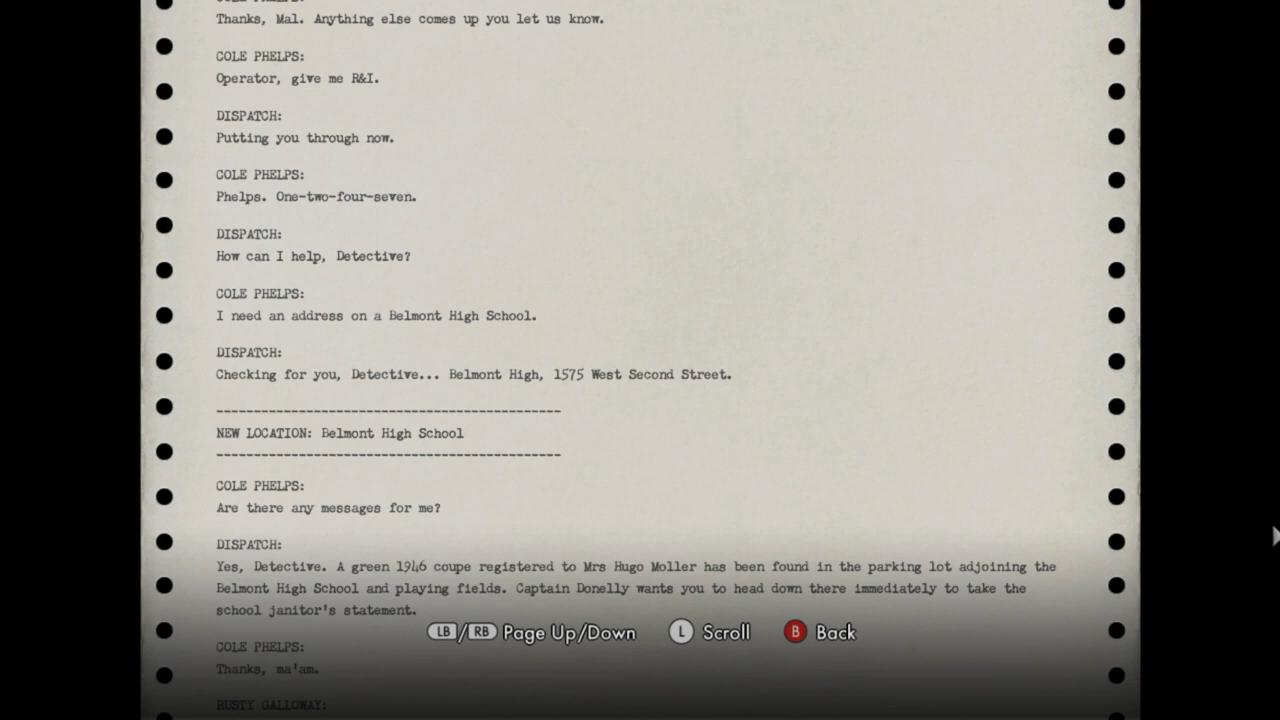 COLE PHELPS:
Thanks, Mal. Anything else comes up you let us know.
COLE PHELPS:
Operator, give me R&I.
DISPATCH:
Putting you through now.
COLE PHELPS:
Phelps. One-two-four-seven.
DISPATCH:
How can I help, Detective?
COLE PHELPS:
I need an address on a Belmont High School.
DISPATCH:
Checking for you, Detective... Belmont High, 1575 West Second Street.
----------------------------------------------
NEW LOCATION: Belmont High School
----------------------------------------------
COLE PHELPS:
Are there any messages for me?
DISPATCH:
Yes, Detective. A green 1946 coupe registered to Mrs Hugo Moller has been found in the parking lot adjoining the
Belmont High School and playing fields. Captain Donelly wants you to head down there immediately to take the
school janitor's statement.
LB/RB Page Up/Down L Scroll B Back
COLE PHELPS:
Thanks, ma'am.
RUSTY GALLOWAY: